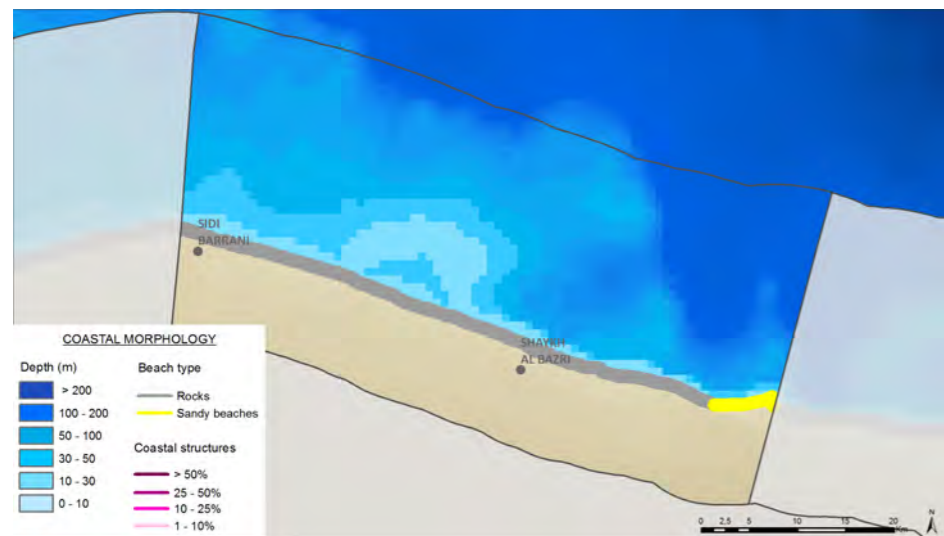 SIDI
BARRANI
SHAYKH
AL BAZRI
COASTAL MORPHOLOGY
Depth (m)
> 200
100 - 200
50 - 100
30 - 50
10 - 30
0 - 10
Beach type
Rocks
Sandy beaches
Coastal structures
> 50%
25 - 50%
10 - 25%
1 - 10%
0 2,5 5 10 15 20
N